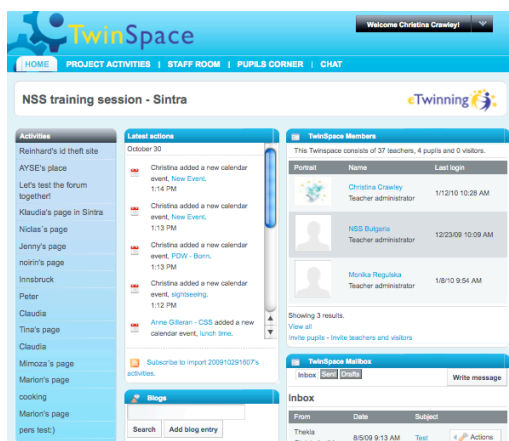 TwinSpace
Welcome Christina Crawley!
HOME PROJECT ACTIVITIES | STAFF ROOM | PUPILS CORNER | CHAT
NSS training session - Sintra
eTwinning
Activities
Reinhard's id theft site
AYSE's place
Let's test the forum
together!
Klaudia's page in Sintra
Niclas´s page
Jenny's page
noirin's page
Innsbruck
Peter
Claudia
Tina's page
Claudia
Mimoza´s page
Marion's page
cooking
Marion's page
pers test:)
Latest actions
October 30
Christina added a new calendar
event, New Event.
1:14 PM
Christina added a new calendar
event, New Event.
1:13 PM
Christina added a new calendar
event, PDW - Bonn.
1:13 PM
Christina added a new calendar
event, sightseeing.
1:12 PM
Anne Gilleran - CSS added a new
calendar event, lunch time.
Subscribe to import 200910291807's
activities.
Blogs
Search Add blog entry
TwinSpace Members
This Twinspace consists of 37 teachers, 4 pupils and 0 visitors.
Portrait Name Last login
Christina Crawley
Teacher administrator
1/12/10 10:28 AM
NSS Bulgaria
Teacher administrator
12/23/09 10:09 AM
Monika Regulska
Teacher administrator
1/8/10 9:54 AM
Showing 3 results.
View all
Invite pupils - Invite teachers and visitors
TwinSpace Mailbox
Inbox Sent Drafts
Write message
Inbox
From Date Subject
Thekla
8/5/09 9:13 AM Test Actions